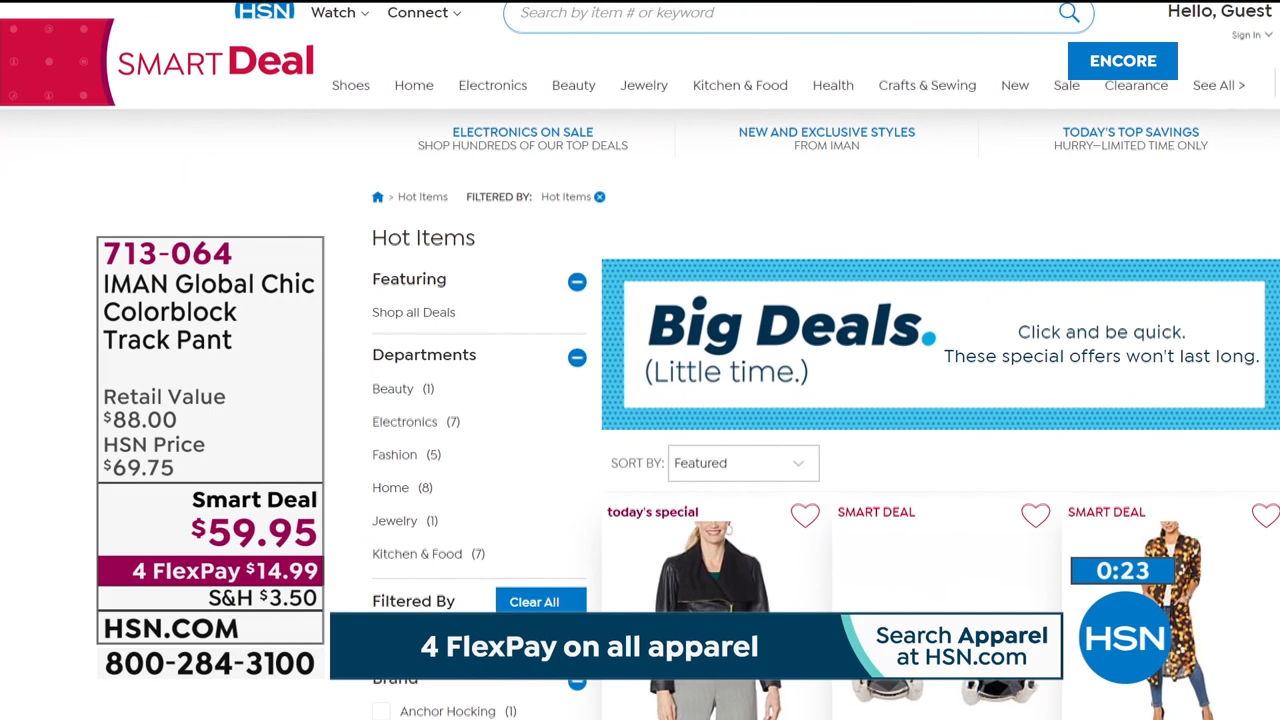 HSN
Watch
Connect
Search by item # or keyword
Hello, Guest
Sign In
SMART Deal
ENCORE
Shoes
Home
Electronics
Beauty
Jewelry
Kitchen & Food
Health
Crafts & Sewing
New
Sale
Clearance
See All >
ELECTRONICS ON SALE
SHOP HUNDREDS OF OUR TOP DEALS
NEW AND EXCLUSIVE STYLES
FROM IMAN
TODAY'S TOP SAVINGS
HURRY—LIMITED TIME ONLY
> Hot Items
FILTERED BY: Hot Items
713-064
IMAN Global Chic
Colorblock
Track Pant
Retail Value
$88.00
HSN Price
$69.75
Smart Deal
$59.95
4 FlexPay $14.99
S&H $3.50
HSN.COM
800-284-3100
Hot Items
Featuring
Shop all Deals
Departments
Beauty (1)
Electronics (7)
Fashion (5)
Home (8)
Jewelry (1)
Kitchen & Food (7)
Filtered By
Clear All
Brand
Anchor Hocking (1)
Big Deals.
(Little time.)
Click and be quick.
These special offers won't last long.
SORT BY: Featured
today's special
SMART DEAL
SMART DEAL
0:23
4 FlexPay on all apparel
Search Apparel
at HSN.com
HSN